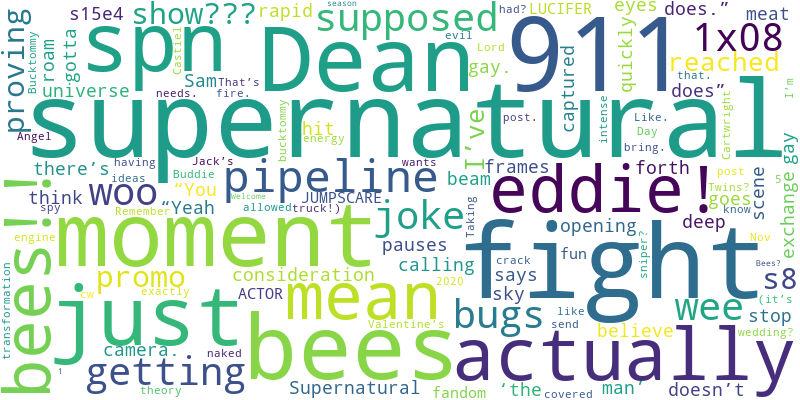 s15e4
show???
rapid
supposed
had?
season
LUCIFER
does.”
meat
Bucktommy
roam
gotta
Castiel
evil
eyes
quickly
1x08
proving
spn
Dean
911
Lord
gay.
reached
universe
Sam
That’s
fire.
captured
does”
that.
Angel
needs.
supernatural
post.
Like.
Day
intense
I’m
hit
energy
bucktommy
I’ve
bring.
Cartwright
there’s
having
Jack’s
wants
frames
forth
exchange gay
think
ideas
Buddie
“You
pipeline
beam
eddie!
post
5
woo
JUMPSCARE
Twins?
goes
scene
spy
Remember
“Yeah
Welcome
allowed
truck!)
joke
Taking
deep
know
Nov
engine
moment
pauses
opening
fun
sniper?
wedding?
(it’s
bees!!
promo
consideration
calling
crack
says
fight
Bees?
transformation
cw
exactly
ACTOR
mean
2020
sky
s8
just
Valentine’s
bugs
like
send
wee
stop
believe
camera.
naked
bees
actually
getting
theory
1
Supernatural
fandom
‘the
covered
man’
doesn’t